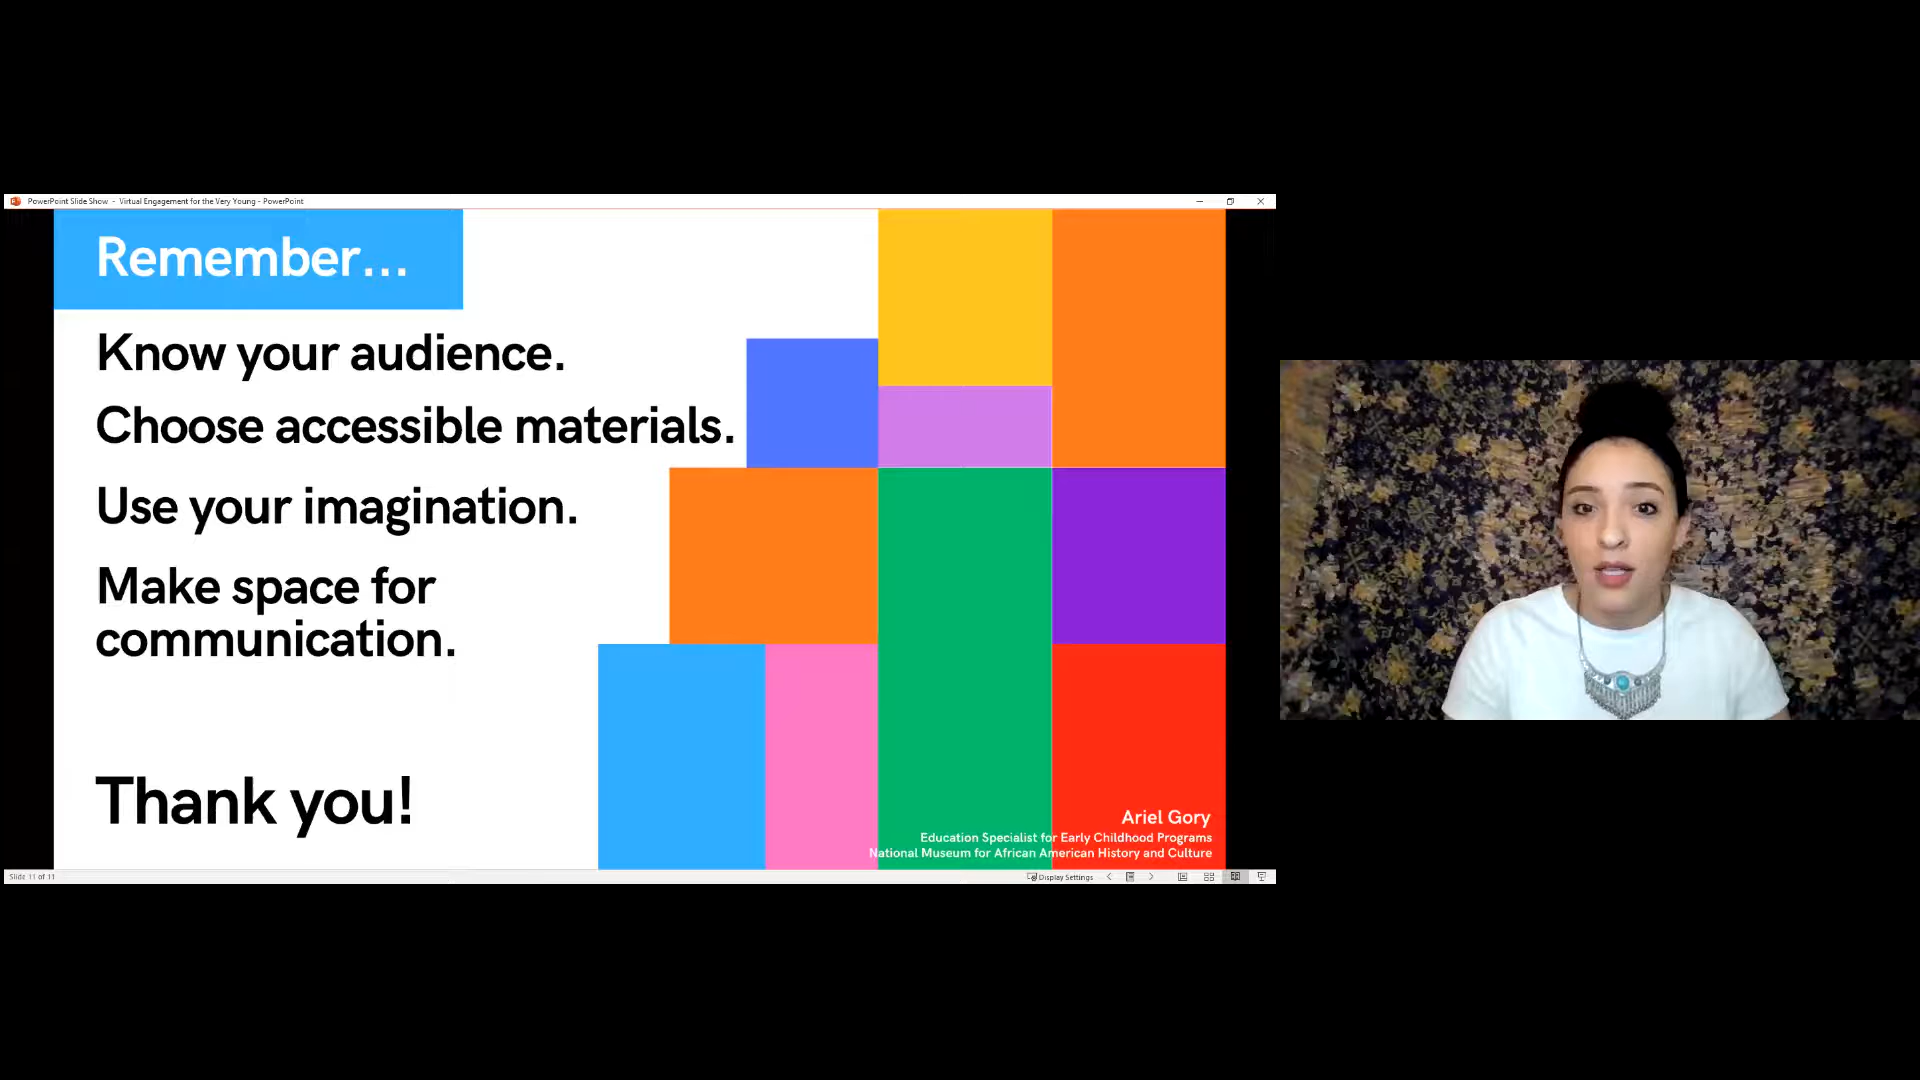 PowerPoint Slide Show - Virtual Engagement for the Very Young - PowerPoint
Remember...
Know your audience.
Choose accessible materials.
Use your imagination.
Make space for
communication.
Thank you!
Ariel Gory
Education Specialist for Early Childhood Programs
National Museum for African American History and Culture
Slide 11 of 11
Display Settings